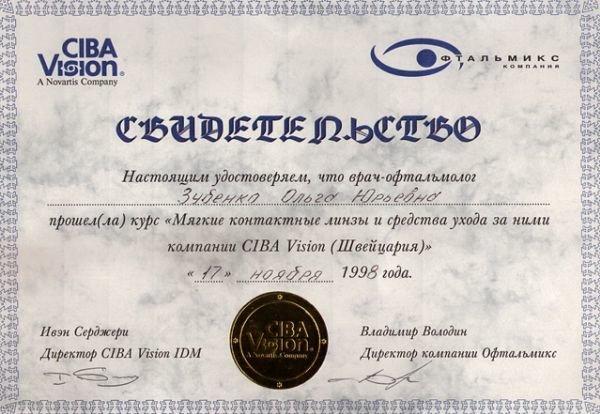 CIBA
Vision®
A Novartis Company
ОФТАЛЬМИКС
КОМПАНИЯ
СВИДЕТЕЛЬСТВО
Настоящим удостоверяем, что врач-офтальмолог
Зубенко Ольга Юрьевна
прошел(ла) курс «Мягкие контактные линзы и средства ухода за ними
компании CIBA Vision (Швейцария)»
«17» ноября 1998 года.
Ивэн Серджери
Директор CIBA Vision IDM
CIBA
Vision®
A Novartis Company
Владимир Володин
Директор компании Офтальмикс